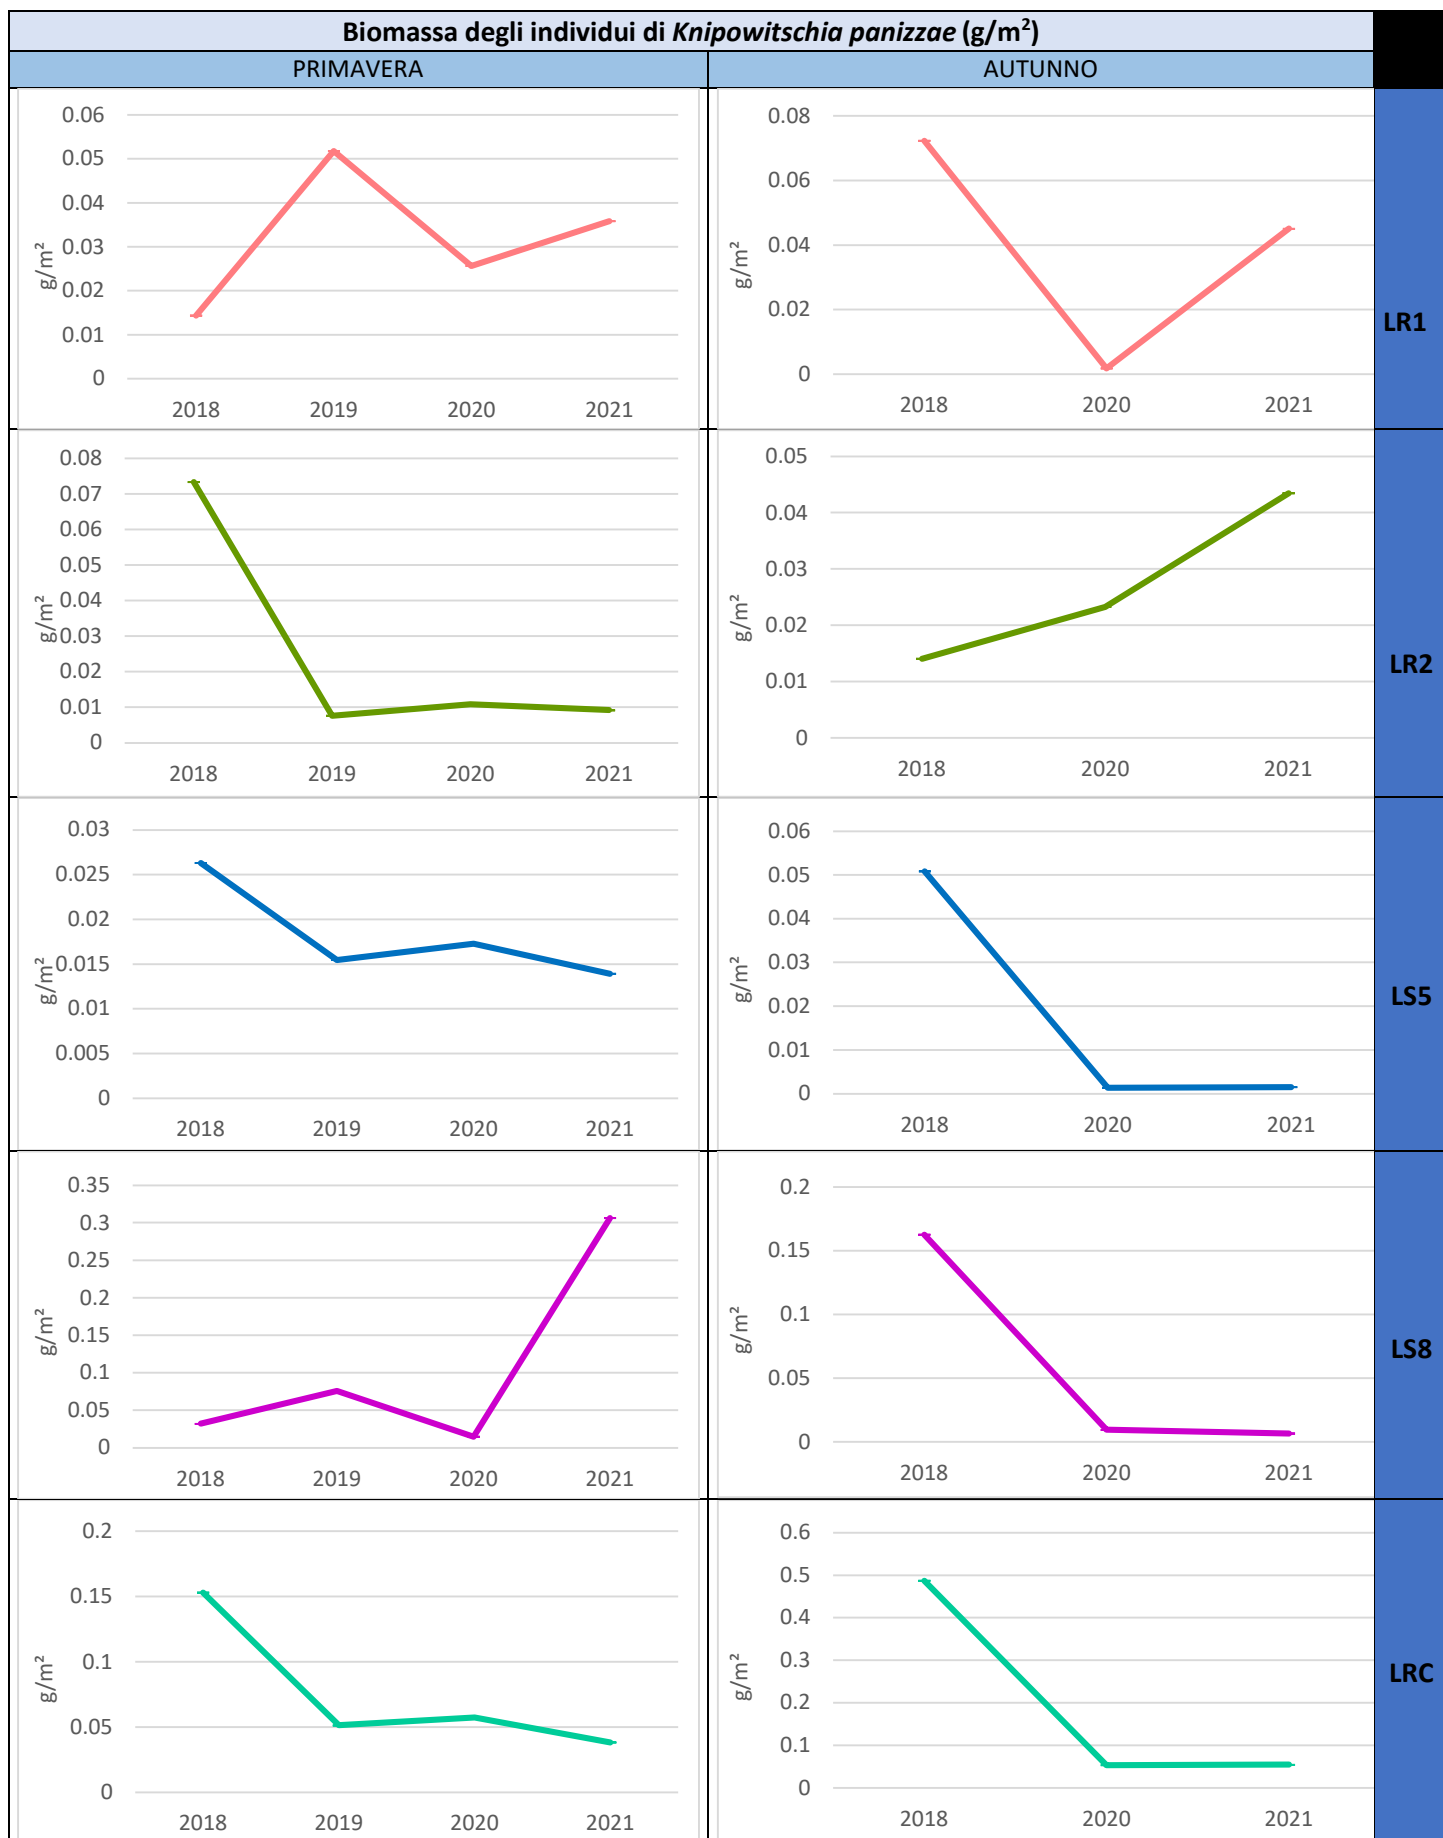 Biomassa degli individui di Knipowitschia panizzae (g/m²)
PRIMAVERA
AUTUNNO
0.06
0.05
0.04
0.03
0.02
0.01
0
g/m²
2018 2019 2020 2021
0.08
0.06
0.04
0.02
0
g/m²
2018 2020 2021
LR1
0.08
0.07
0.06
0.05
0.04
0.03
0.02
0.01
0
g/m²
2018 2019 2020 2021
0.05
0.04
0.03
0.02
0.01
0
g/m²
2018 2020 2021
LR2
0.03
0.025
0.02
0.015
0.01
0.005
0
g/m²
2018 2019 2020 2021
0.06
0.05
0.04
0.03
0.02
0.01
0
g/m²
2018 2020 2021
LS5
0.35
0.3
0.25
0.2
0.15
0.1
0.05
0
g/m²
2018 2019 2020 2021
0.2
0.15
0.1
0.05
0
g/m²
2018 2020 2021
LS8
0.2
0.15
0.1
0.05
0
g/m²
2018 2019 2020 2021
0.6
0.5
0.4
0.3
0.2
0.1
0
g/m²
2018 2020 2021
LRC